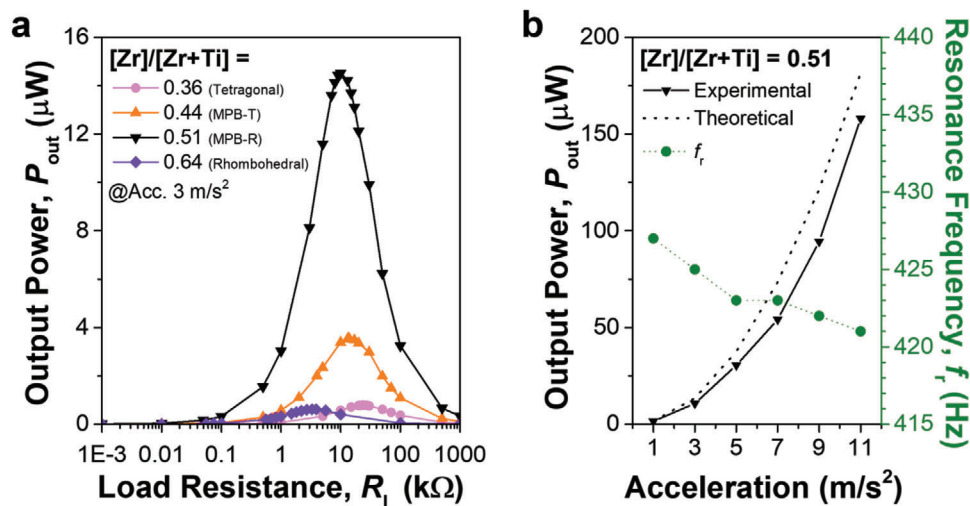 a
Output Power, Pout (μW)
16
12
8
4
0
[Zr]/[Zr+Ti] =
0.36 (Tetragonal)
0.44 (MPB-T)
0.51 (MPB-R)
0.64 (Rhombohedral)
@Acc. 3 m/s²
1E-3 0.01 1 10 100 1000
Load Resistance, RL (kΩ)
b
Output Power, Pout (μW)
200
150
100
50
0
[Zr]/[Zr+Ti] = 0.51
Experimental
Theoretical
fr
1 3 5 7 9 11
Acceleration (m/s²)
440
435
430
425
420
415
Resonance Frequency, fr (Hz)